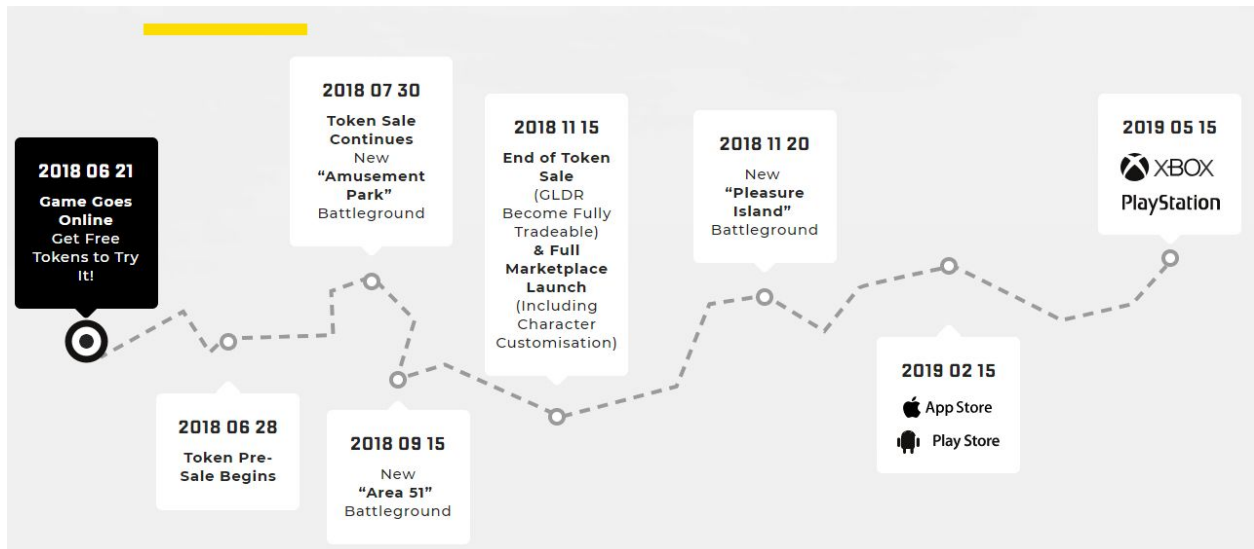 2018 06 21
Game Goes
Online
Get Free
Tokens to Try
It!
2018 06 28
Token Pre-
Sale Begins
2018 07 30
Token Sale
Continues
New
“Amusement
Park”
Battleground
2018 09 15
New
“Area 51”
Battleground
2018 11 15
End of Token
Sale
(GLDR
Become Fully
Tradeable)
& Full
Marketplace
Launch
(Including
Character
Customisation)
2018 11 20
New
“Pleasure
Island”
Battleground
2019 02 15
App Store
Play Store
2019 05 15
XBOX
PlayStation